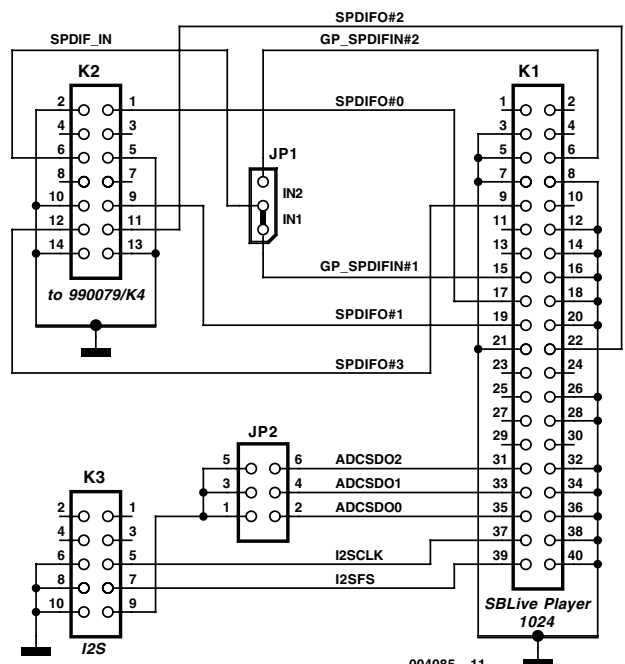 SPDIFO#2
SPDIF_IN
GP_SPDIFIN#2
K2
K1
2 1
4 3
6 5
8 7
10 9
12 11
14 13
to 990079/K4
SPDIFO#0
JP1
IN2
IN1
GP_SPDIFIN#1
SPDIFO#1
SPDIFO#3
1 2
3 4
5 6
7 8
9 10
11 12
13 14
15 16
17 18
19 20
21 22
23 24
25 26
27 28
29 30
31 32
33 34
35 36
37 38
39 40
SBLive Player
1024
JP2
5 6
3 4
1 2
ADCSDO2
ADCSDO1
ADCSDO0
K3
2 1
4 3
6 5
8 7
10 9
I2S
I2SCLK
I2SFS
004085 - 11